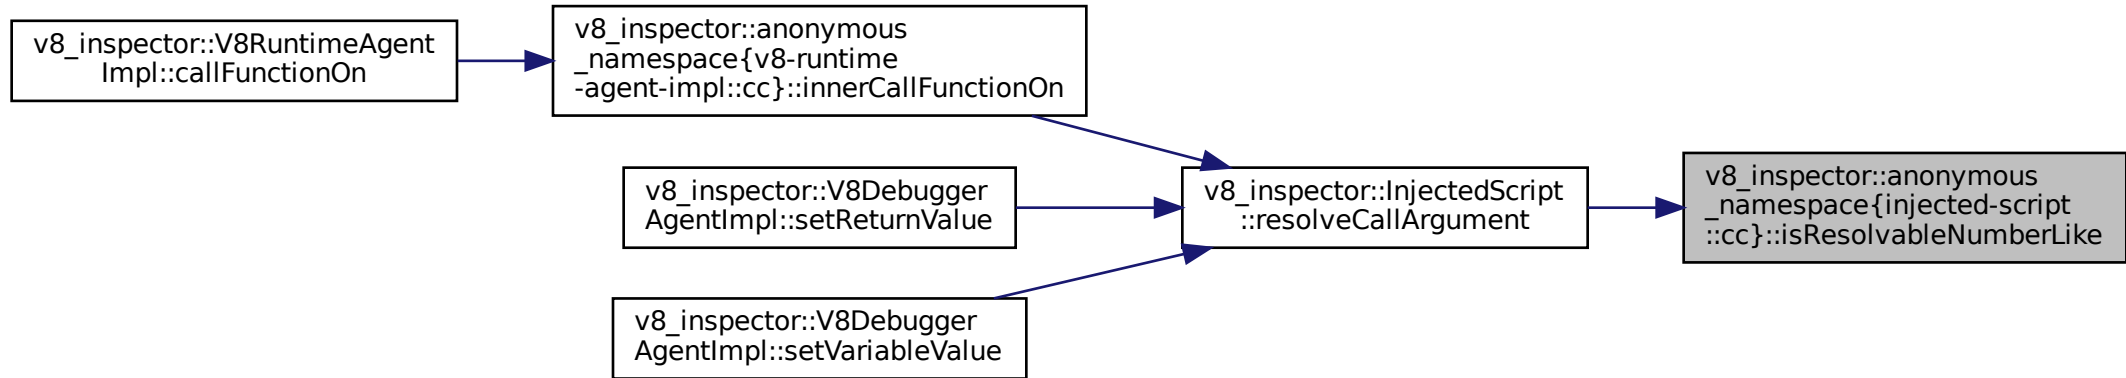 v8_inspector::V8RuntimeAgent
Impl::callFunctionOn
v8_inspector::anonymous
_namespace{v8-runtime
-agent-impl::cc}::innerCallFunctionOn
v8_inspector::V8Debugger
AgentImpl::setReturnValue
v8_inspector::V8Debugger
AgentImpl::setVariableValue
v8_inspector::InjectedScript
::resolveCallArgument
v8_inspector::anonymous
_namespace{injected-script
::cc}::isResolvableNumberLike